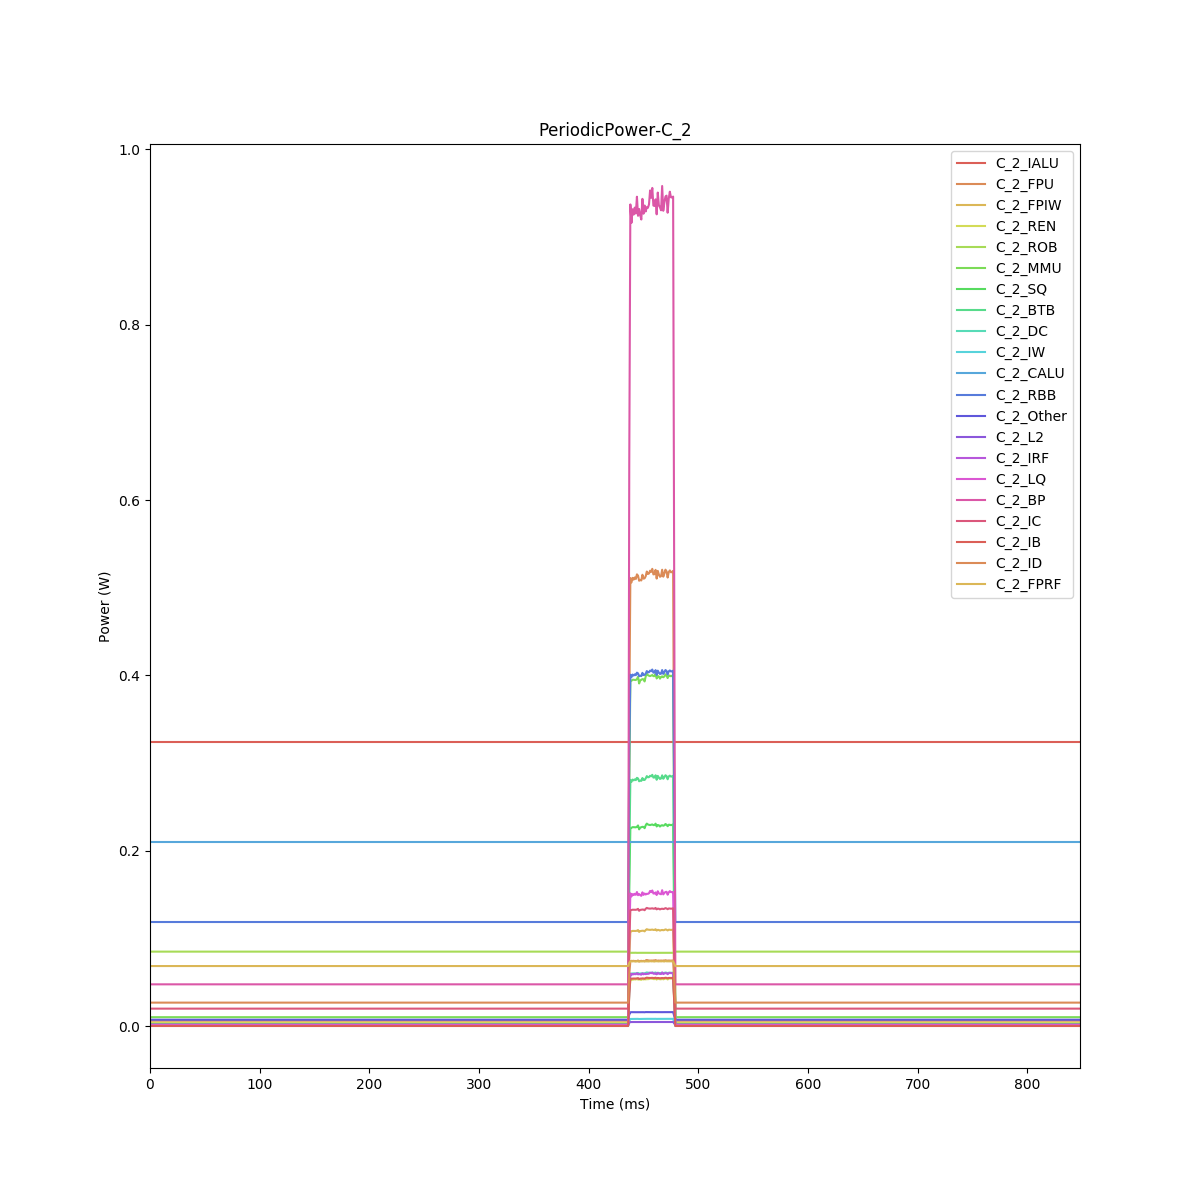 PeriodicPower-C_2
1.0
0.8
0.6
0.4
0.2
0.0
Power (W)
0 100 200 300 400 500 600 700 800
Time (ms)
C_2_IALU
C_2_FPU
C_2_FPIW
C_2_REN
C_2_ROB
C_2_MMU
C_2_SQ
C_2_BTB
C_2_DC
C_2_IW
C_2_CALU
C_2_RBB
C_2_Other
C_2_L2
C_2_IRF
C_2_LQ
C_2_BP
C_2_IC
C_2_IB
C_2_ID
C_2_FPRF